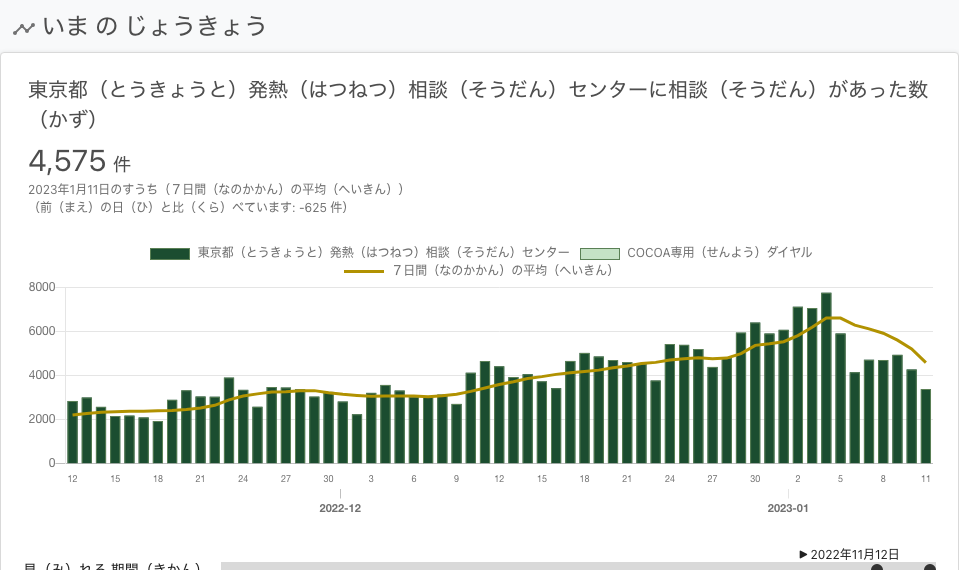 いま の じょうきょう
東京都（とうきょうと）発熱（はつねつ）相談（そうだん）センターに相談（そうだん）があった数
（かず）
4,575 件
2023年1月11日のすうち（７日間（なのかかん）の平均（へいきん））
（前（まえ）の日（ひ）と比（くら）べています: -625 件）
東京都（とうきょうと）発熱（はつねつ）相談（そうだん）センター COCOA専用（せんよう）ダイヤル
７日間（なのかかん）の平均（へいきん）
8000
6000
4000
2000
0
12 15 18 21 24 27 30 3 6 9 12 15 18 21 24 27 30 2 5 8 11
2022-12 2023-01
▶ 2022年11月12日
見（み）れる 期間（きかん）